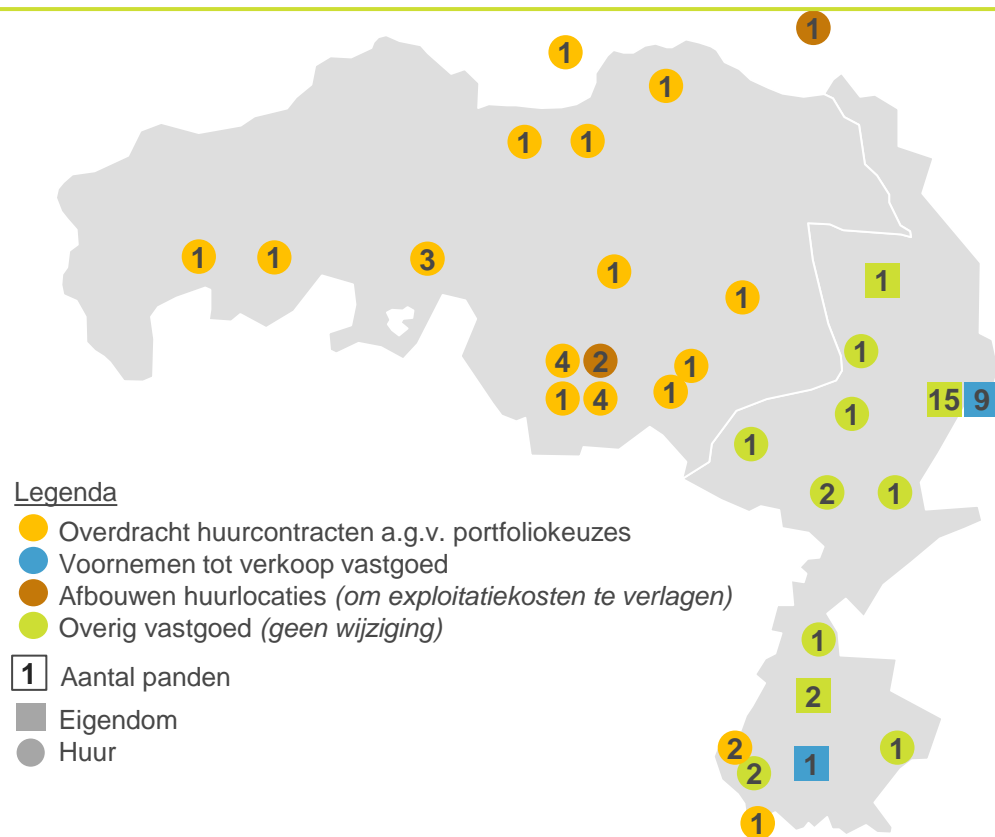 1
1
1
1 1
1 1 3
1
1
1
1
4 2
1
1 4
1
1
15 9
1
1
2 1
Legenda
Overdracht huurcontracten a.g.v. portfoliokeuzes
Voornemen tot verkoop vastgoed
Afbouwen huurlocaties (om exploitatiekosten te verlagen)
Overig vastgoed (geen wijziging)
1 Aantal panden
Eigendom
Huur
1
2
2
1
2
1
1